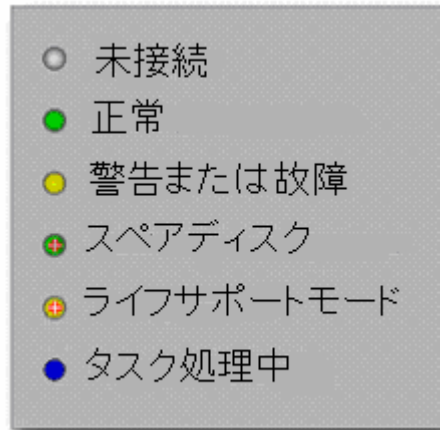 未接続
正常
警告または故障
スペアディスク
ライフサポートモード
タスク処理中